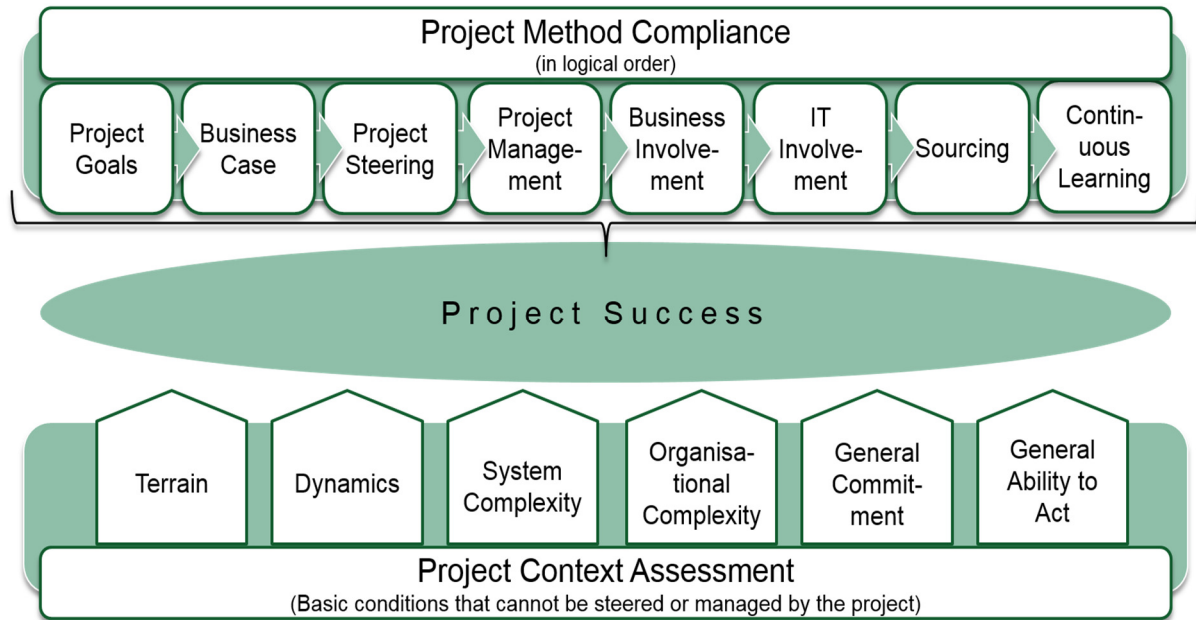 Project Method Compliance
(in logical order)
Project
Goals
Business
Case
Project
Steering
Project
Manage-
ment
Business
Involve-
ment
IT
Involve-
ment
Sourcing
Contin-
uous
Learning
Project Success
Terrain
Dynamics
System
Complexity
Organisa-
tional
Complexity
General
Commit-
ment
General
Ability to
Act
Project Context Assessment
(Basic conditions that cannot be steered or managed by the project)